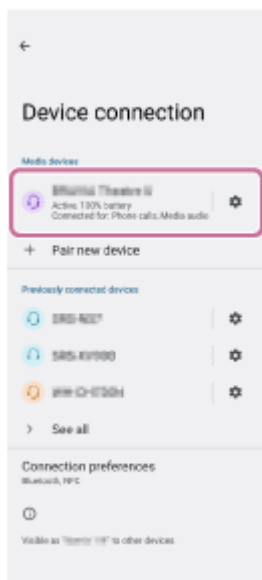 Device connection
Media devices
Theatre U
Active, 100% battery
Connected for: Phone calls, Media audio
+ Pair new device
Previously connected devices
> See all
Connection preferences
Bluetooth, NFC
Visible as to other devices